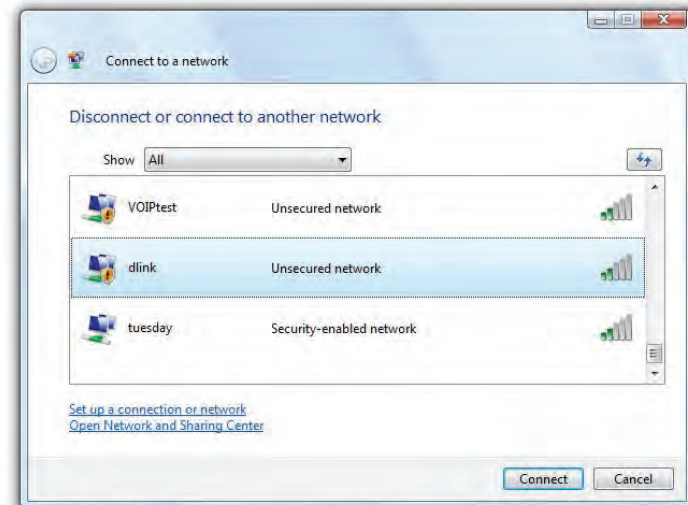 Connect to a network
Disconnect or connect to another network
Show All
VOIPtest Unsecured network
dlink Unsecured network
tuesday Security-enabled network
Set up a connection or network
Open Network and Sharing Center
Connect Cancel